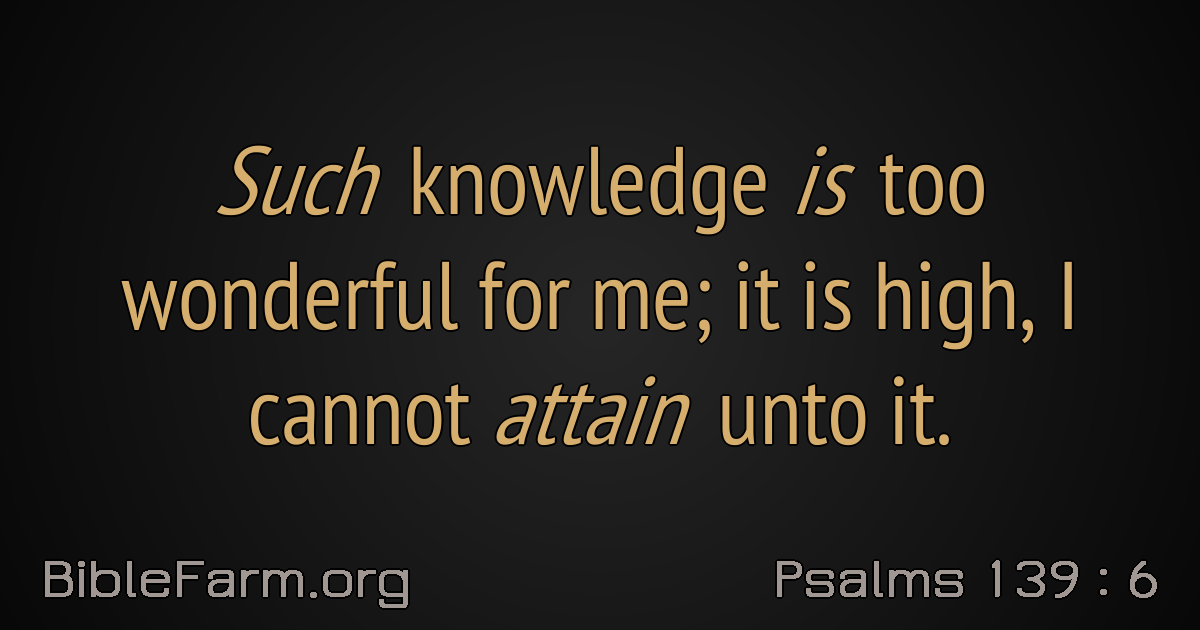 Such knowledge is too
wonderful for me; it is high, I
cannot attain unto it.
BibleFarm.org
Psalms 139 : 6